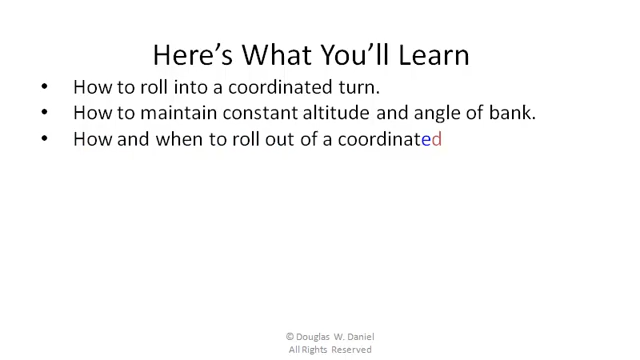 Here's What You'll Learn
• How to roll into a coordinated turn.
• How to maintain constant altitude and angle of bank.
• How and when to roll out of a coordinated
© Douglas W. Daniel
All Rights Reserved